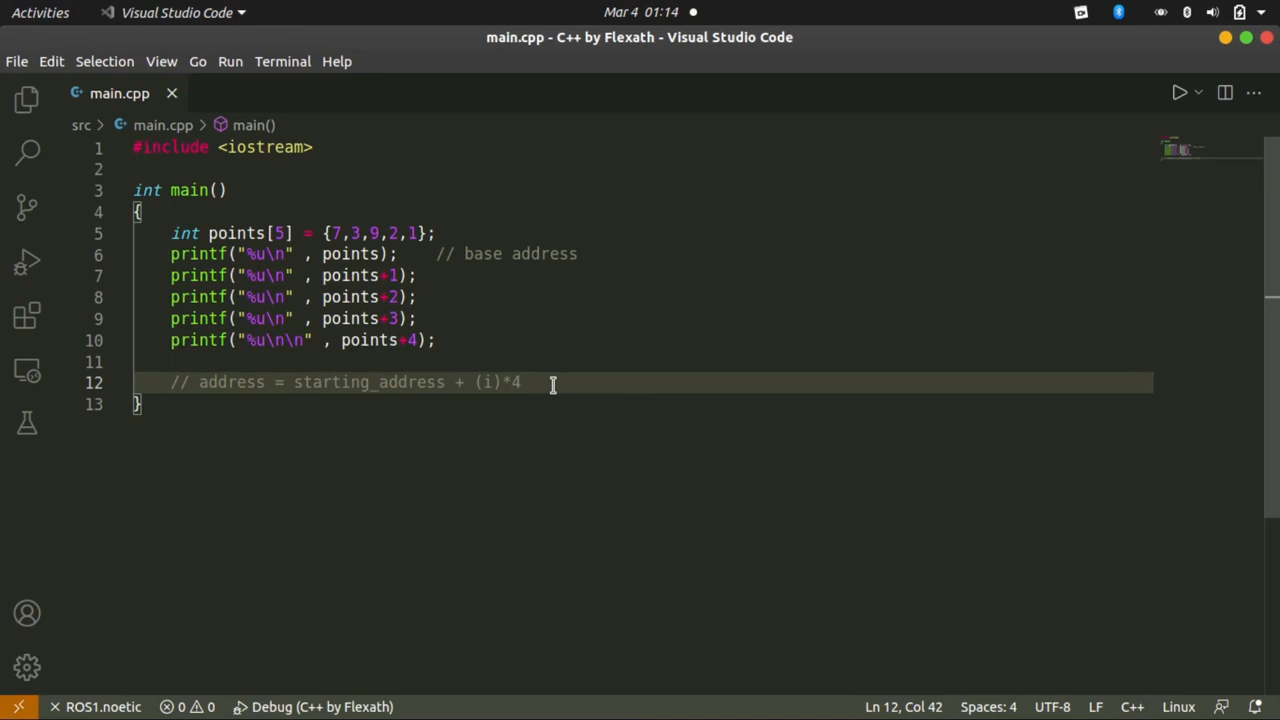 Activities Visual Studio Code Mar 4 01:14
main.cpp - C++ by Flexath - Visual Studio Code
File Edit Selection View Go Run Terminal Help
main.cpp
src > main.cpp > main()
1 #include <iostream>
2
3 int main()
4 {
5 int points[5] = {7,3,9,2,1};
6 printf("%u\n" , points); // base address
7 printf("%u\n" , points+1);
8 printf("%u\n" , points+2);
9 printf("%u\n" , points+3);
10 printf("%u\n\n" , points+4);
11
12 // address = starting_address + (i)*4
13 }
ROS1.noetic 0 0 Debug (C++ by Flexath) Ln 12, Col 42 Spaces: 4 UTF-8 LF C++ Linux